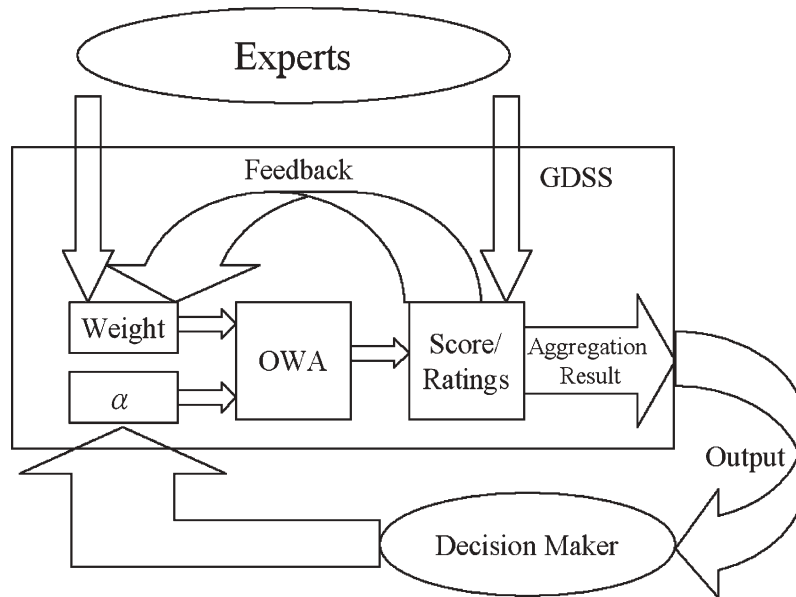 Experts
Feedback
GDSS
Weight
α
OWA
Score/
Ratings
Aggregation
Result
Output
Decision Maker